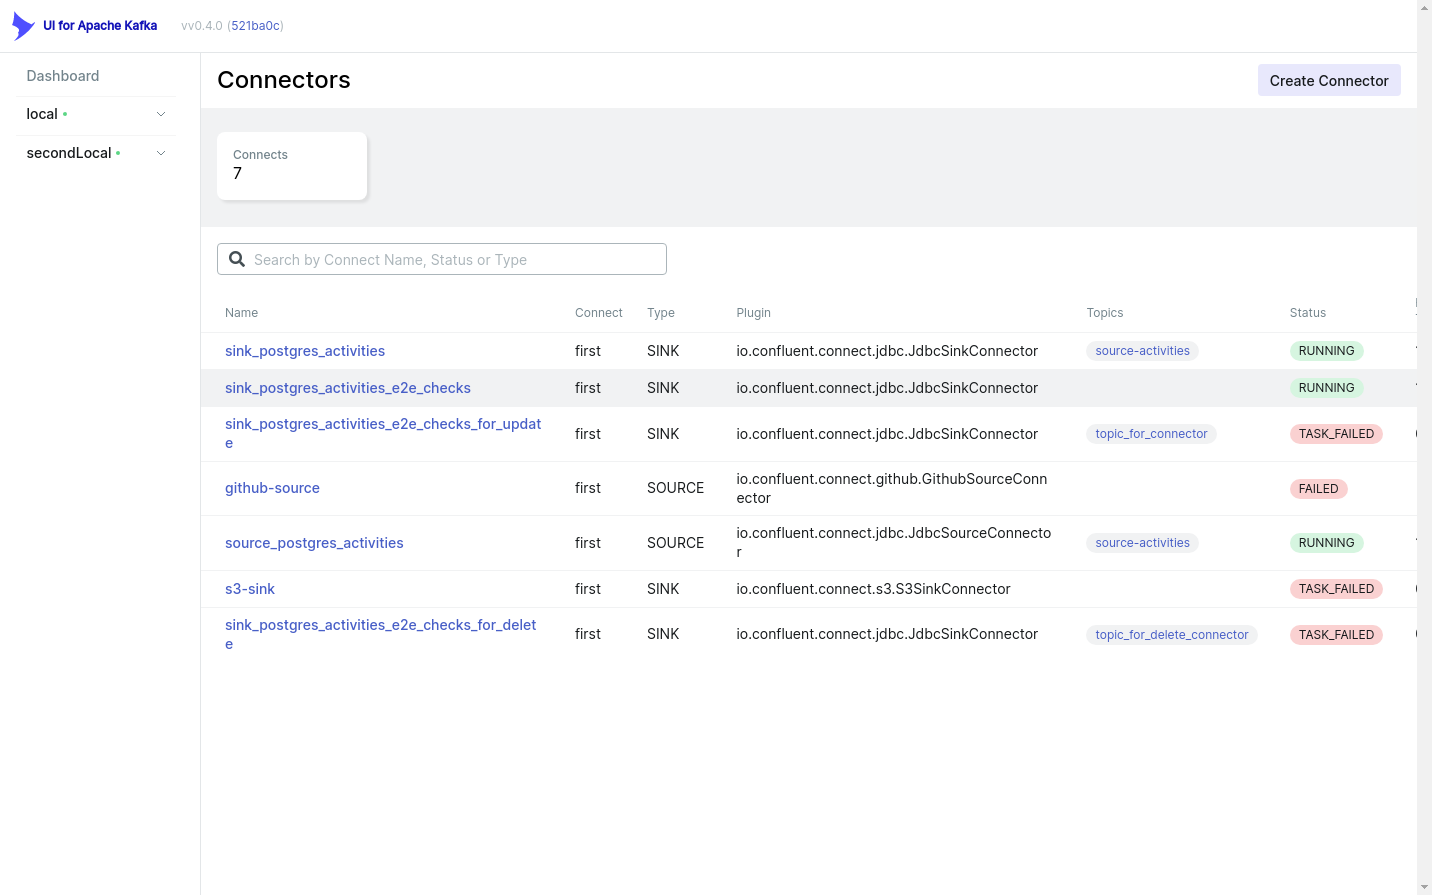 UI for Apache Kafka
vv0.4.0 (521ba0c)
Dashboard
local
secondLocal
Connectors
Create Connector
Connects
7
Search by Connect Name, Status or Type
Name Connect Type Plugin Topics Status
sink_postgres_activities first SINK io.confluent.connect.jdbc.JdbcSinkConnector source-activities RUNNING
sink_postgres_activities_e2e_checks first SINK io.confluent.connect.jdbc.JdbcSinkConnector RUNNING
sink_postgres_activities_e2e_checks_for_updat
e
first SINK io.confluent.connect.jdbc.JdbcSinkConnector topic_for_connector TASK_FAILED
github-source first SOURCE
io.confluent.connect.github.GithubSourceConn
ector
FAILED
source_postgres_activities first SOURCE
io.confluent.connect.jdbc.JdbcSourceConnecto
r
source-activities RUNNING
s3-sink first SINK io.confluent.connect.s3.S3SinkConnector TASK_FAILED
sink_postgres_activities_e2e_checks_for_delet
e
first SINK io.confluent.connect.jdbc.JdbcSinkConnector topic_for_delete_connector TASK_FAILED